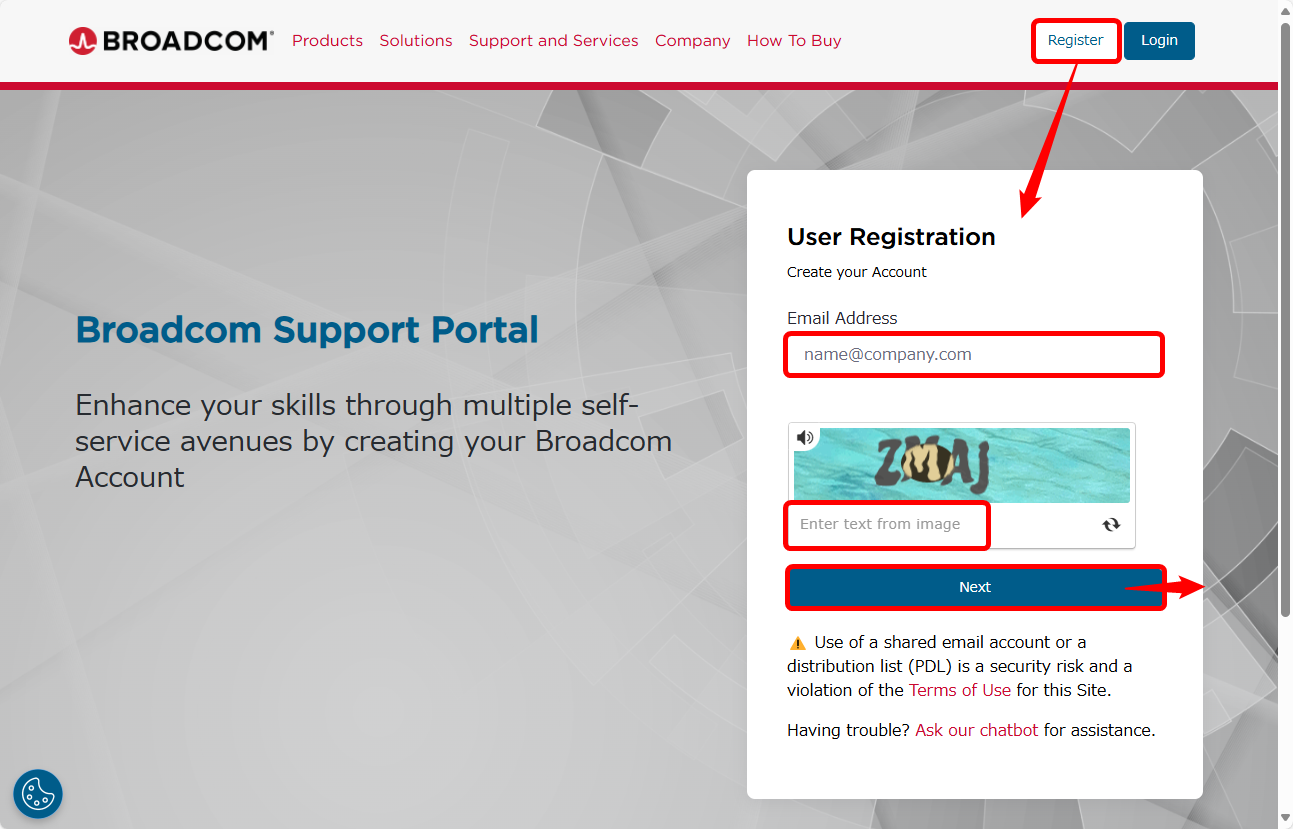 BROADCOM
Products Solutions Support and Services Company How To Buy
Register Login
Broadcom Support Portal
Enhance your skills through multiple self-
service avenues by creating your Broadcom
Account
User Registration
Create your Account
Email Address
name@company.com
ZMAJ
Enter text from image
Next
Use of a shared email account or a
distribution list (PDL) is a security risk and a
violation of the Terms of Use for this Site.
Having trouble? Ask our chatbot for assistance.